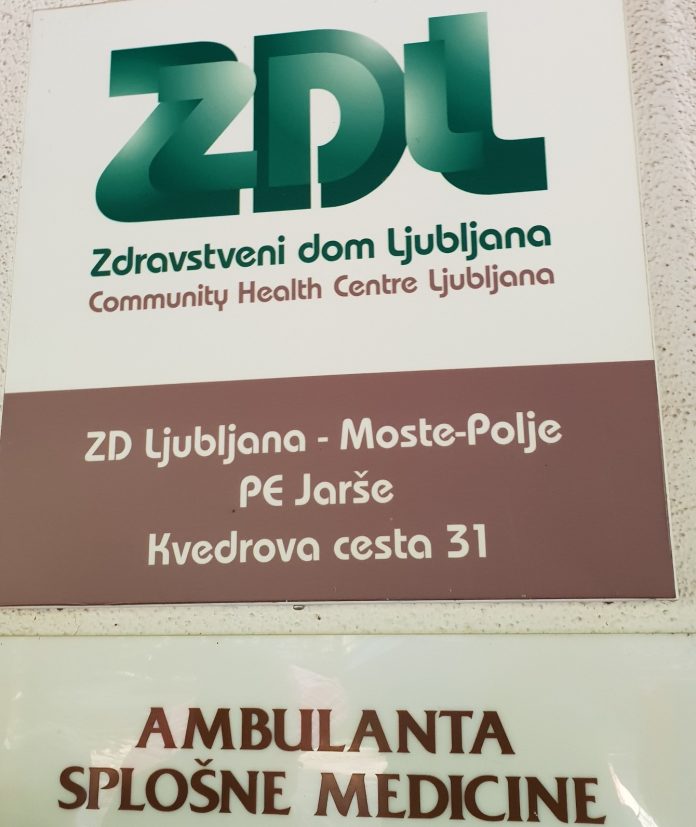 ZDL
Zdravstveni dom Ljubljana
Community Health Centre Ljubljana
ZD Ljubljana - Moste-Polje
PE Jarše
Kvedrova cesta 31
AMBULANTA
SPLOŠNE MEDICINE